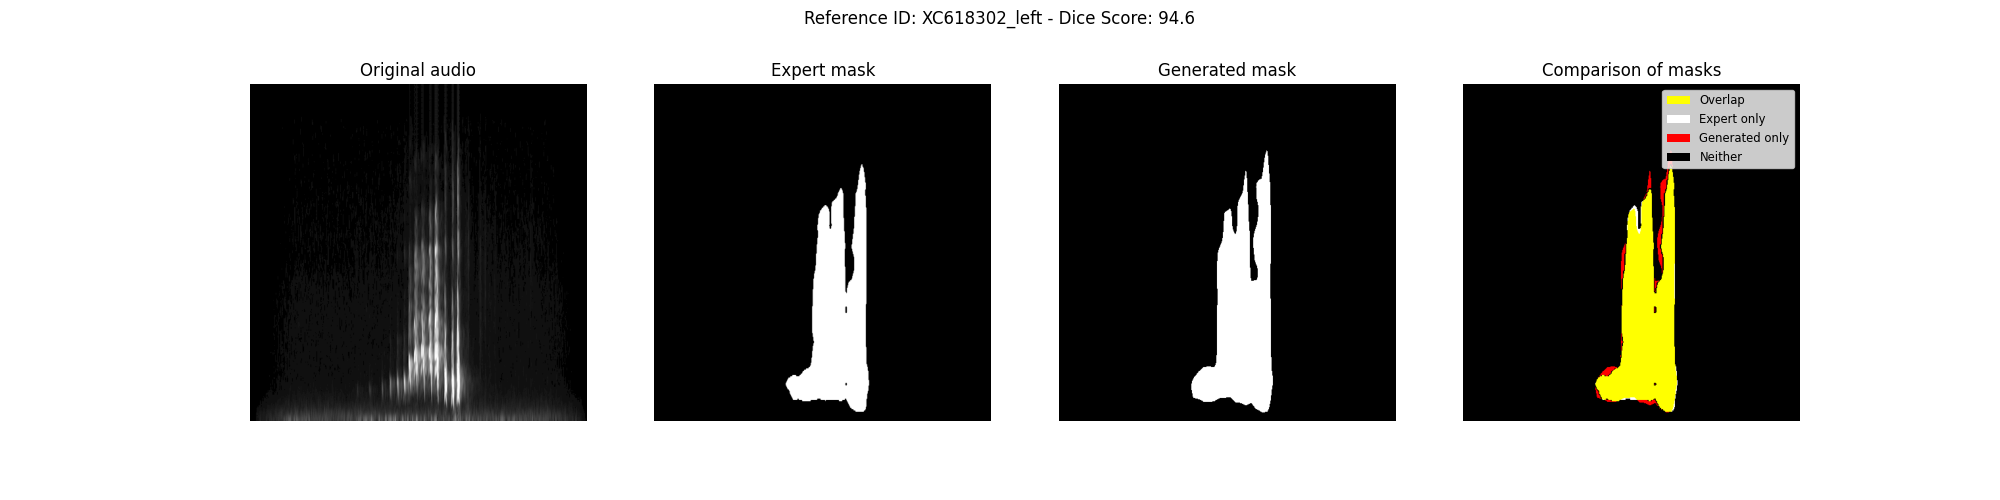 Reference ID: XC618302_left - Dice Score: 94.6
Original audio
Expert mask
Generated mask
Comparison of masks
Overlap
Expert only
Generated only
Neither